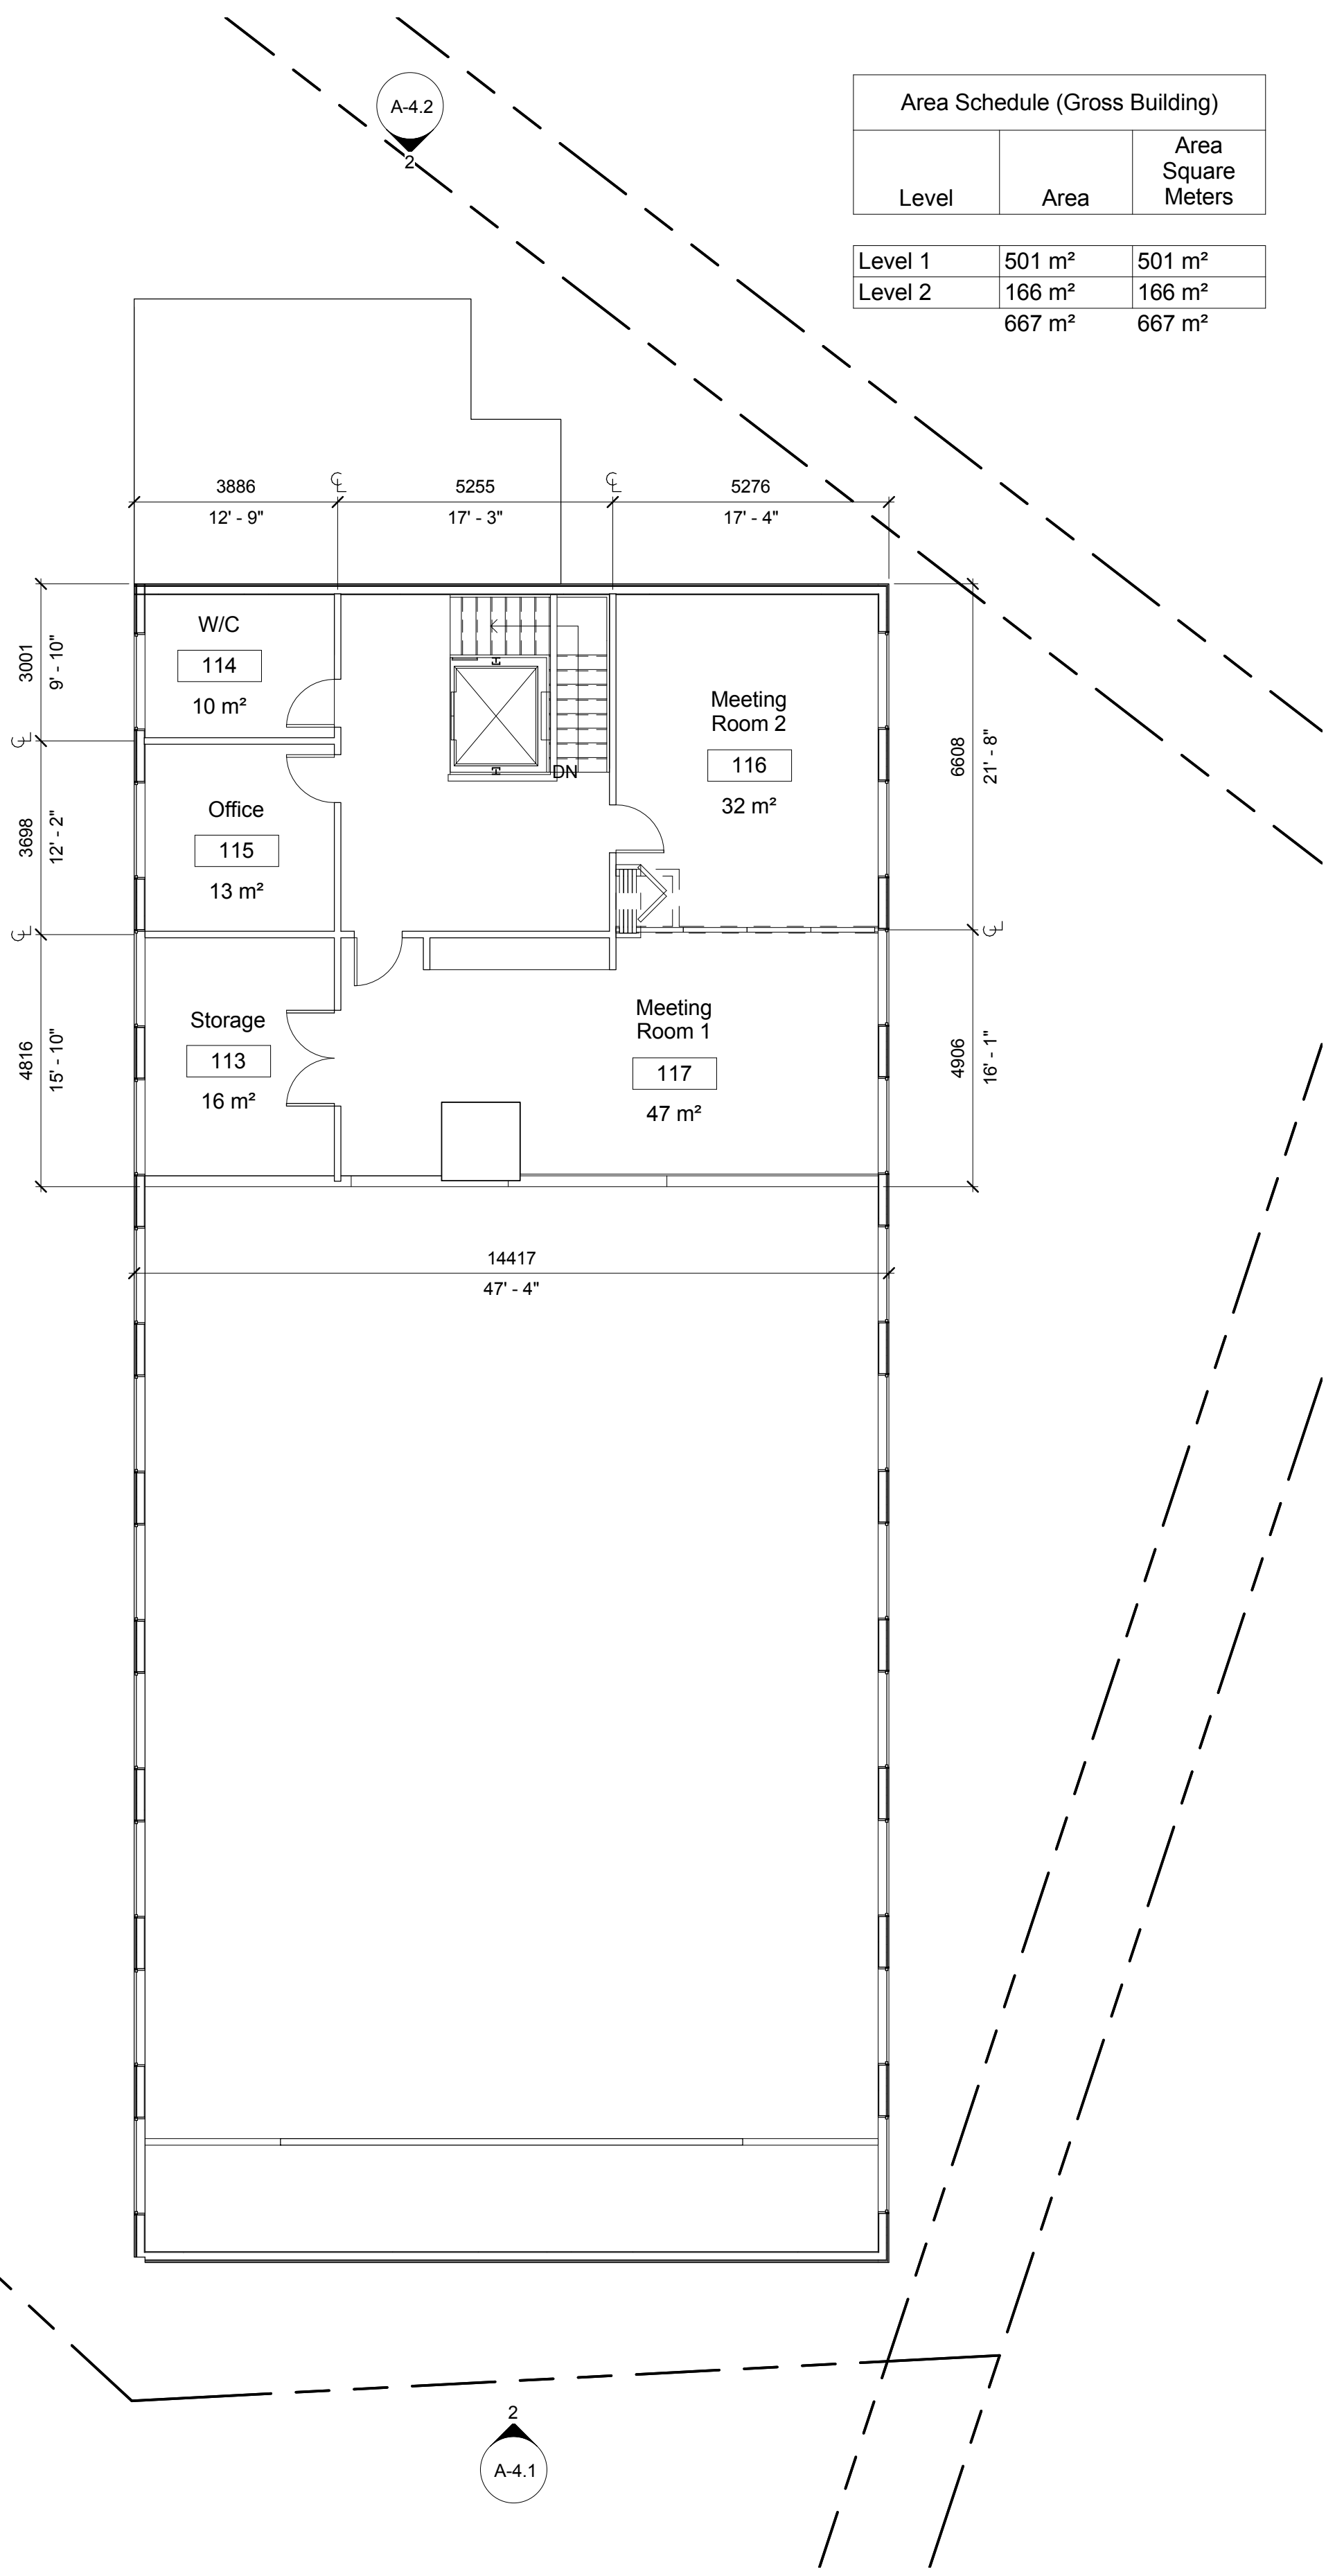 A-4.2
2
Area Schedule (Gross Building)
Level
Area
Area
Square
Meters
Level 1
501 m²
501 m²
Level 2
166 m²
166 m²
667 m²
667 m²
3886
12' - 9"
5255
17' - 3"
5276
17' - 4"
3001
9' - 10"
3698
12' - 2"
4816
15' - 10"
6608
21' - 8"
4906
16' - 1"
W/C
114
10 m²
Office
115
13 m²
DN
Meeting
Room 2
116
32 m²
Storage
113
16 m²
Meeting
Room 1
117
47 m²
14417
47' - 4"
2
A-4.1